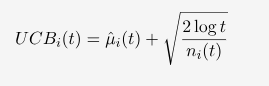 UCB_i(t) = \hat{\mu}_i(t) + \sqrt{\frac{2 \log t}{n_i(t)}}